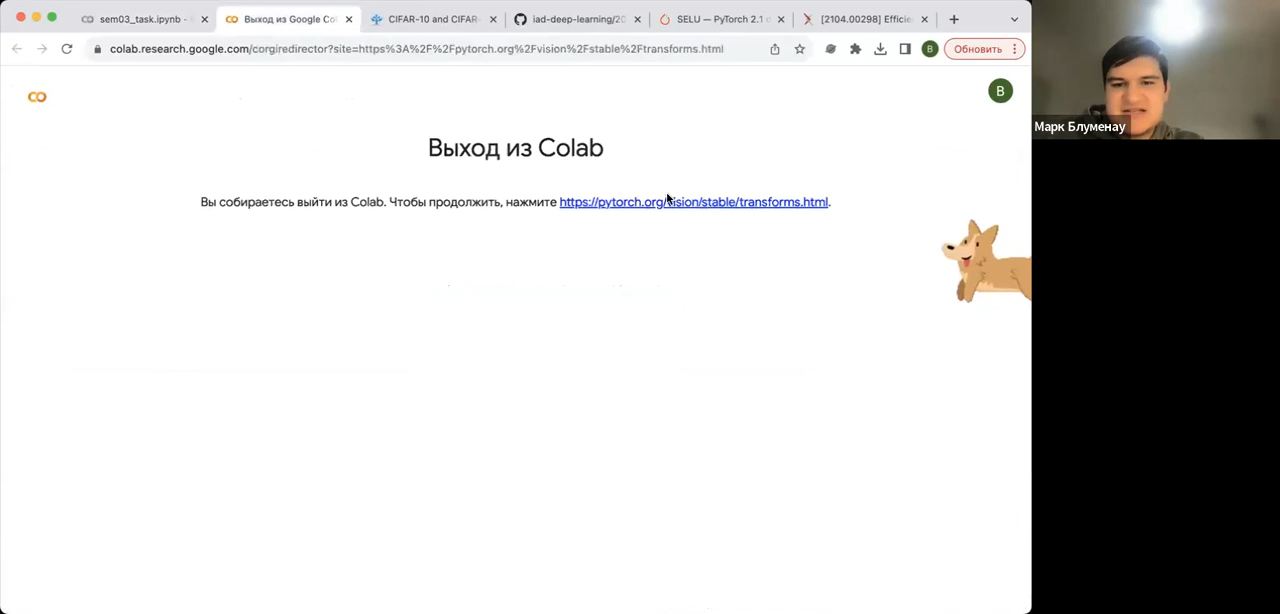 sem03_task.ipynb -
Выход из Google Co
CIFAR-10 and CIFAR-
iad-deep-learning/20
SELU — PyTorch 2.1
[2104.00298] Efficie
colab.research.google.com/corgiredirector?site=https%3A%2F%2Fpytorch.org%2Fvision%2Fstable%2Ftransforms.html
B
Обновить
B
Марк Блуменау
Выход из Colab
Вы собираетесь выйти из Colab. Чтобы продолжить, нажмите https://pytorch.org/vision/stable/transforms.html.